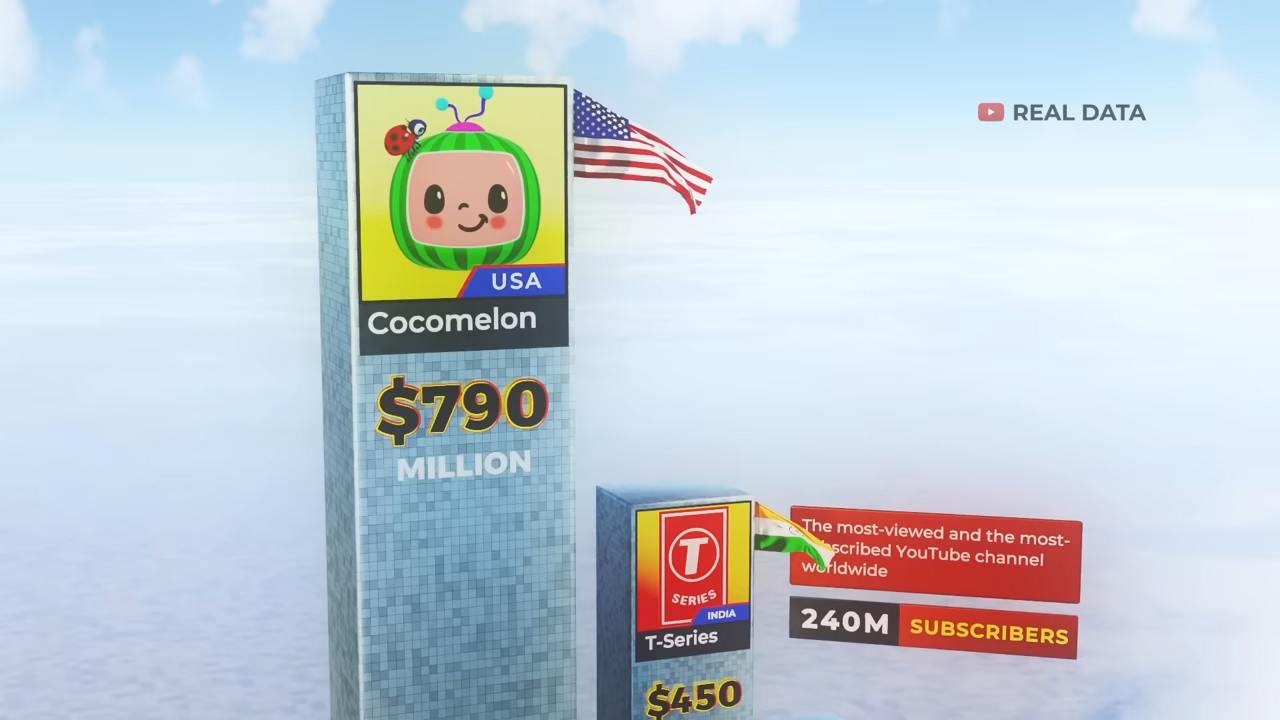 REAL DATA
USA
Cocomelon
$790
MILLION
T
SERIES
INDIA
T-Series
$450
The most-viewed and the most-
subscribed YouTube channel
worldwide
240M SUBSCRIBERS